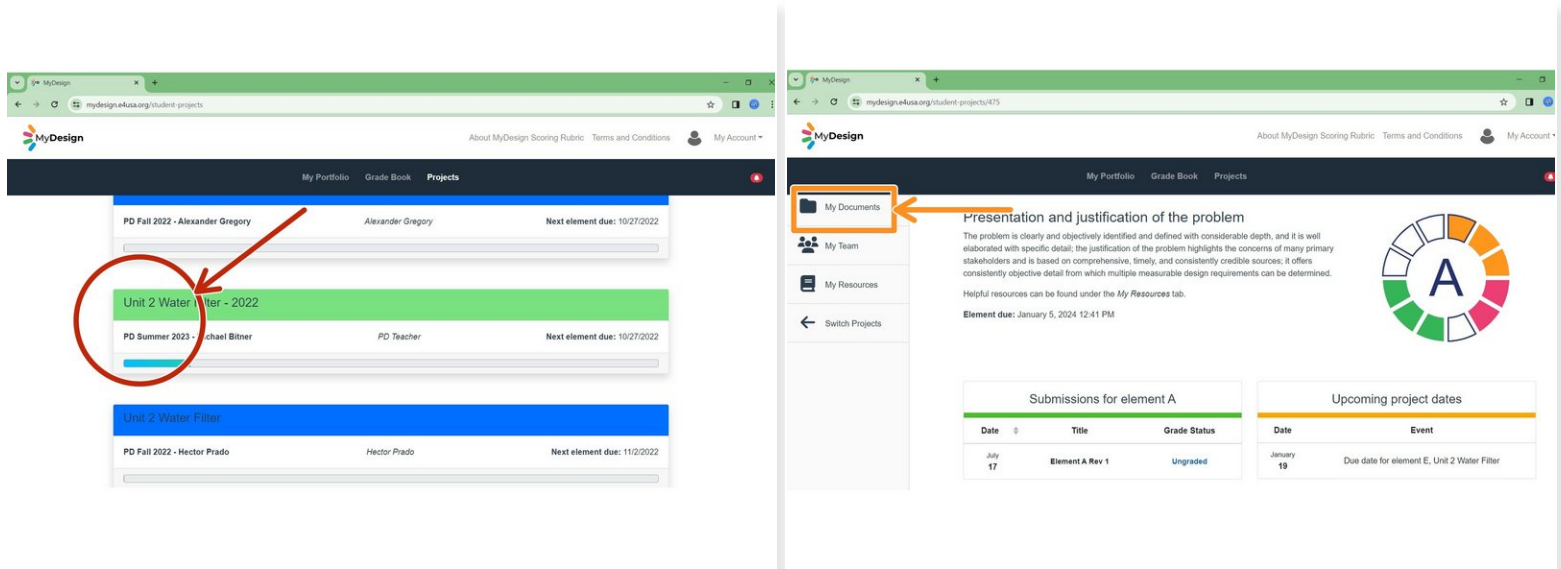 MyDesign
mydesign.e4usa.org/student-projects
MyDesign
About MyDesign Scoring Rubric Terms and Conditions My Account
My Portfolio Grade Book Projects
PD Fall 2022 - Alexander Gregory Alexander Gregory Next element due: 10/27/2022
Unit 2 Water Filter - 2022
PD Summer 2023 - Michael Bitner PD Teacher Next element due: 10/27/2022
Unit 2 Water Filter
PD Fall 2022 - Hector Prado Hector Prado Next element due: 11/2/2022
MyDesign
mydesign.e4usa.org/student-projects/475
MyDesign
About MyDesign Scoring Rubric Terms and Conditions My Account
My Portfolio Grade Book Projects
My Documents
My Team
My Resources
Switch Projects
Presentation and justification of the problem
The problem is clearly and objectively identified and defined with considerable depth, and it is well
elaborated with specific detail; the justification of the problem highlights the concerns of many primary
stakeholders and is based on comprehensive, timely, and consistently credible sources; it offers
consistently objective detail from which multiple measurable design requirements can be determined.
Helpful resources can be found under the My Resources tab.
Element due: January 5, 2024 12:41 PM
A
Submissions for element A
Date Title Grade Status
July
17 Element A Rev 1 Ungraded
Upcoming project dates
Date Event
January
19 Due date for element E, Unit 2 Water Filter